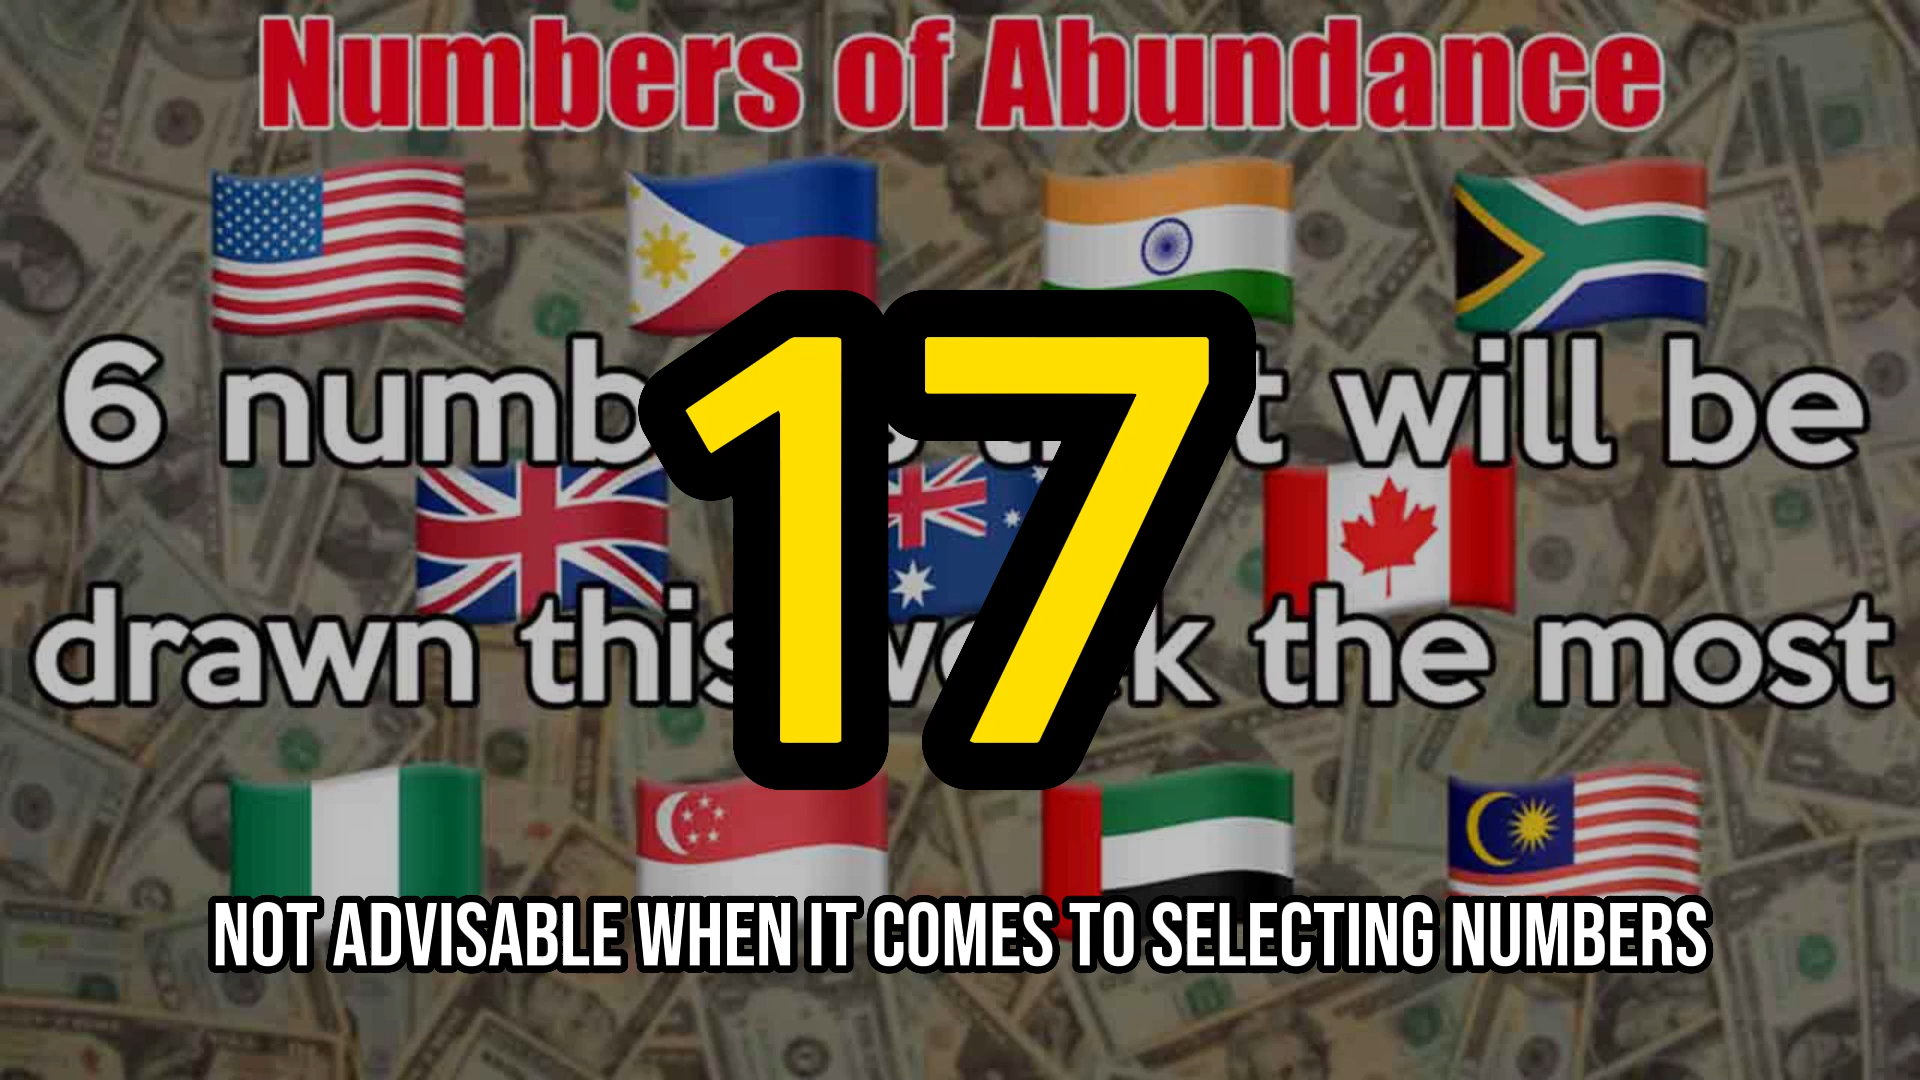 Numbers of Abundance
6 numb t will be
17
drawn this k the most
NOT ADVISABLE WHEN IT COMES TO SELECTING NUMBERS